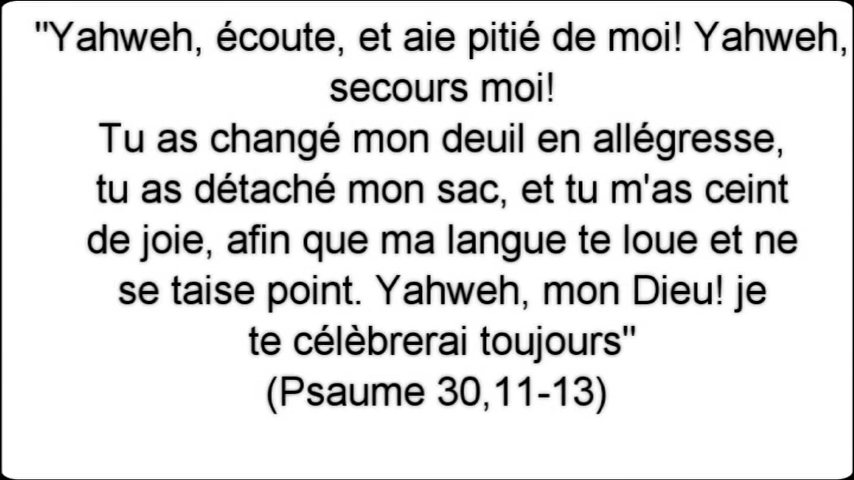 "Yahweh, écoute, et aie pitié de moi! Yahweh,
secours moi!
Tu as changé mon deuil en allégresse,
tu as détaché mon sac, et tu m'as ceint
de joie, afin que ma langue te loue et ne
se taise point. Yahweh, mon Dieu! je
te célèbrerai toujours"
(Psaume 30,11-13)